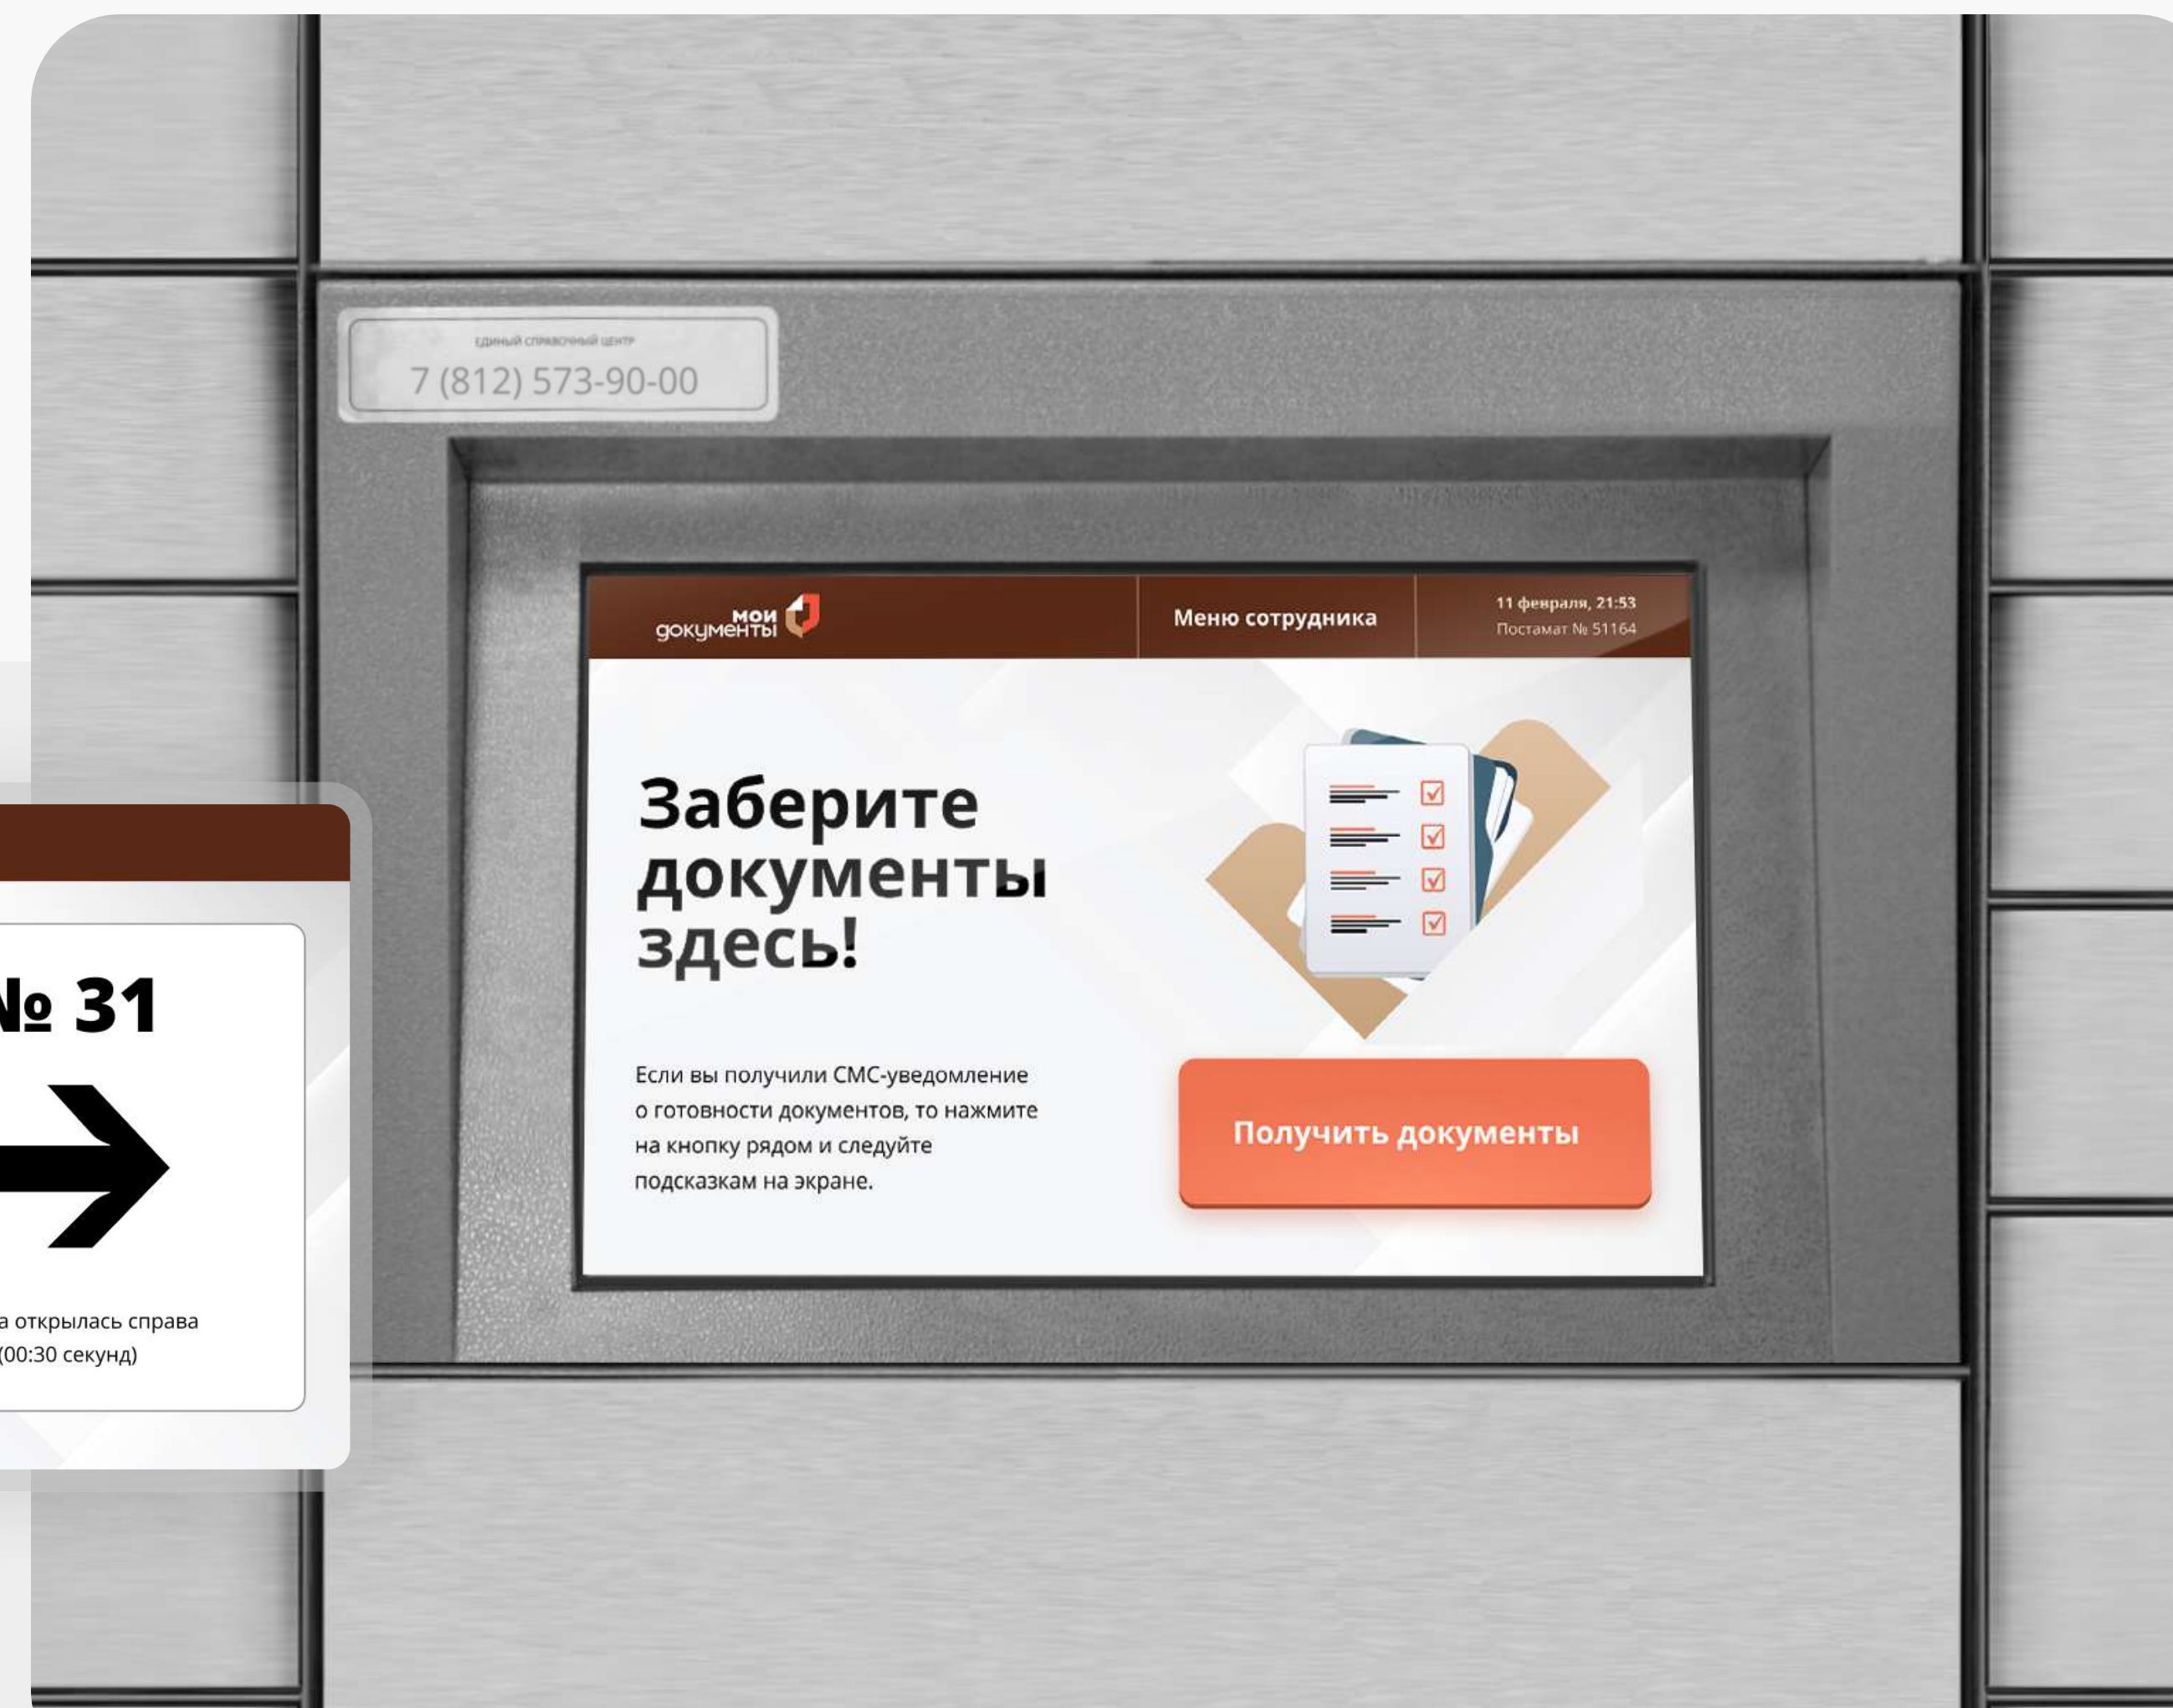 ЕДИНЫЙ СПРАВОЧНЫЙ ЦЕНТР
7 (812) 573-90-00
мои
документы
Меню сотрудника
11 февраля, 21:53
Постамат № 51164
Заберите
документы
здесь!
Если вы получили СМС-уведомление
о готовности документов, то нажмите
на кнопку рядом и следуйте
подсказкам на экране.
Получить документы
№ 31
а открылась справа
(00:30 секунд)